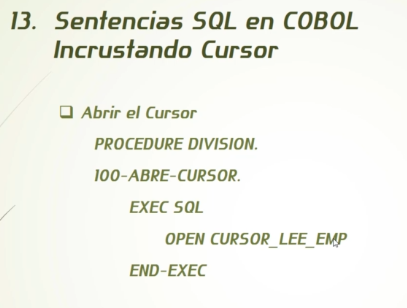 13. Sentencias SQL en COBOL
Incrustando Cursor
Abrir el Cursor
PROCEDURE DIVISION.
100-ABRE-CURSOR.
EXEC SQL
OPEN CURSOR_LEE_EMP
END-EXEC